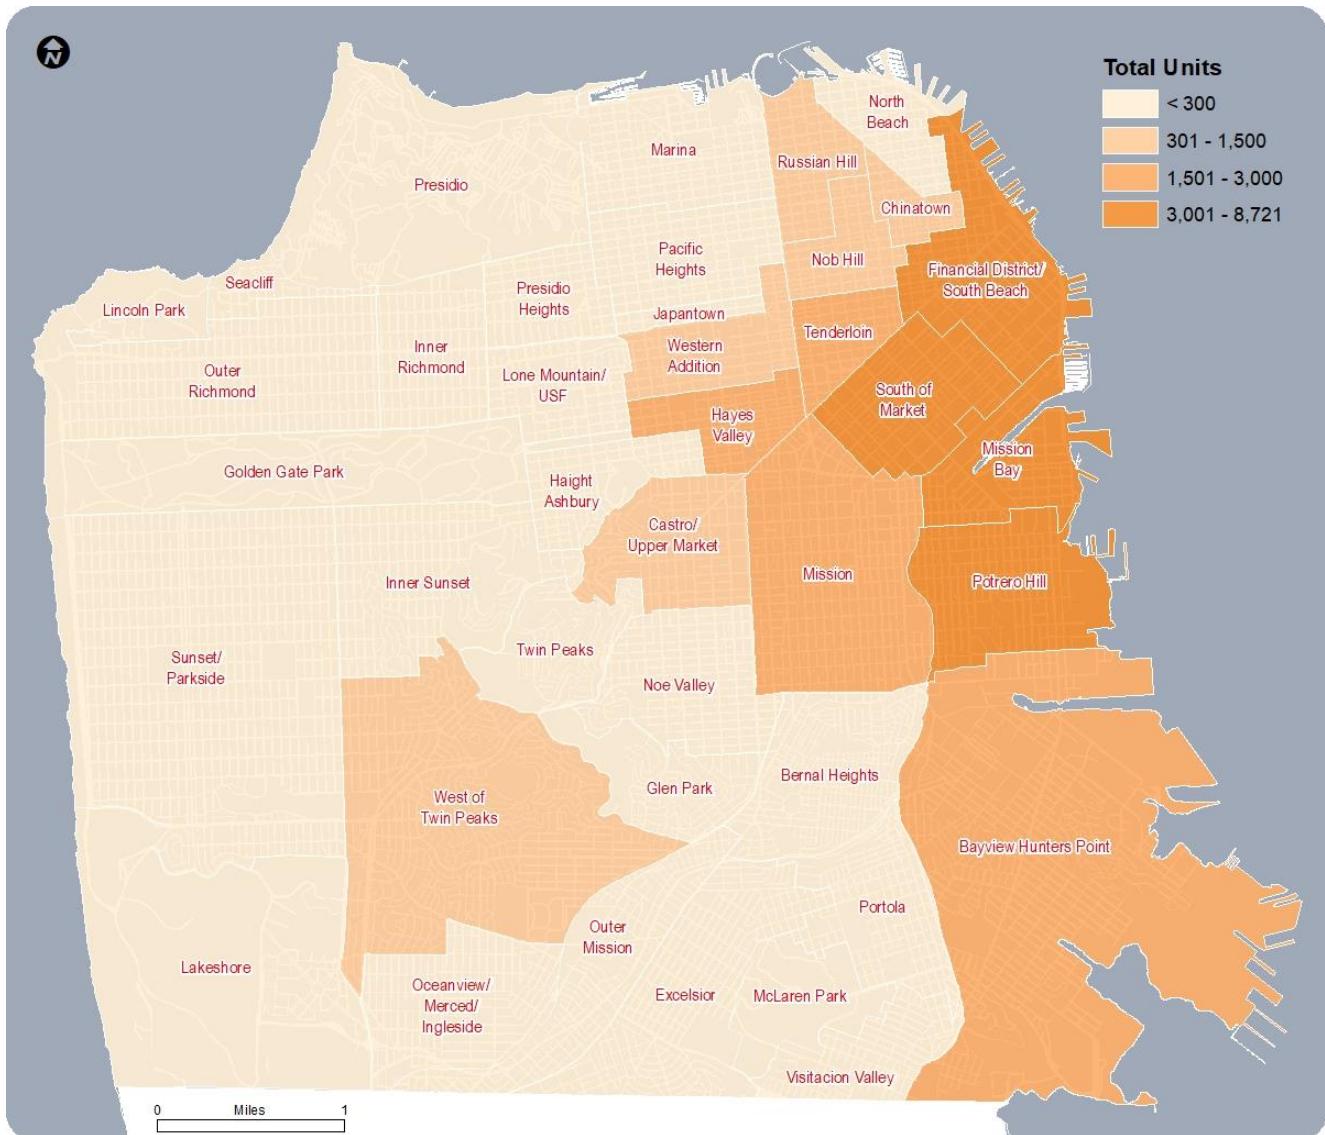 N
Total Units
< 300
301 - 1,500
1,501 - 3,000
3,001 - 8,721
North
Beach
Marina
Russian Hill
Presidio
Chinatown
Pacific
Heights
Nob Hill
Financial District/
South Beach
Seacliff
Lincoln Park
Presidio
Heights
Japantown
Tenderloin
Western
Addition
Inner
Richmond
Outer
Richmond
Lone Mountain/
USF
South of
Market
Hayes
Valley
Mission
Bay
Golden Gate Park
Haight
Ashbury
Castro/
Upper Market
Inner Sunset
Mission
Potrero Hill
Twin Peaks
Sunset/
Parkside
Noe Valley
Bernal Heights
Glen Park
West of
Twin Peaks
Bayview Hunters Point
Portola
Outer
Mission
Lakeshore
Oceanview/
Merced/
Ingleside
Excelsior
McLaren Park
Visitacion Valley
0 Miles 1